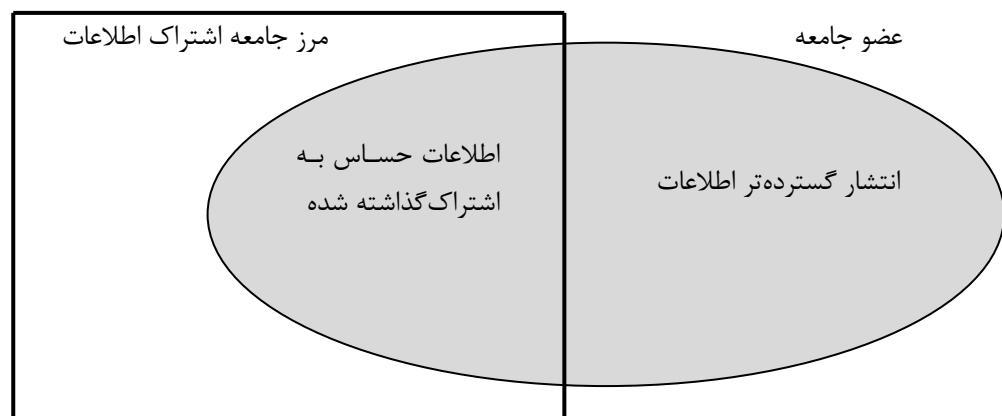 عضو جامعه
مرز جامعه اشتراک اطلاعات
انتشار گسترده‌تر اطلاعات
اطلاعات حساس به
اشتراک‌گذاشته شده